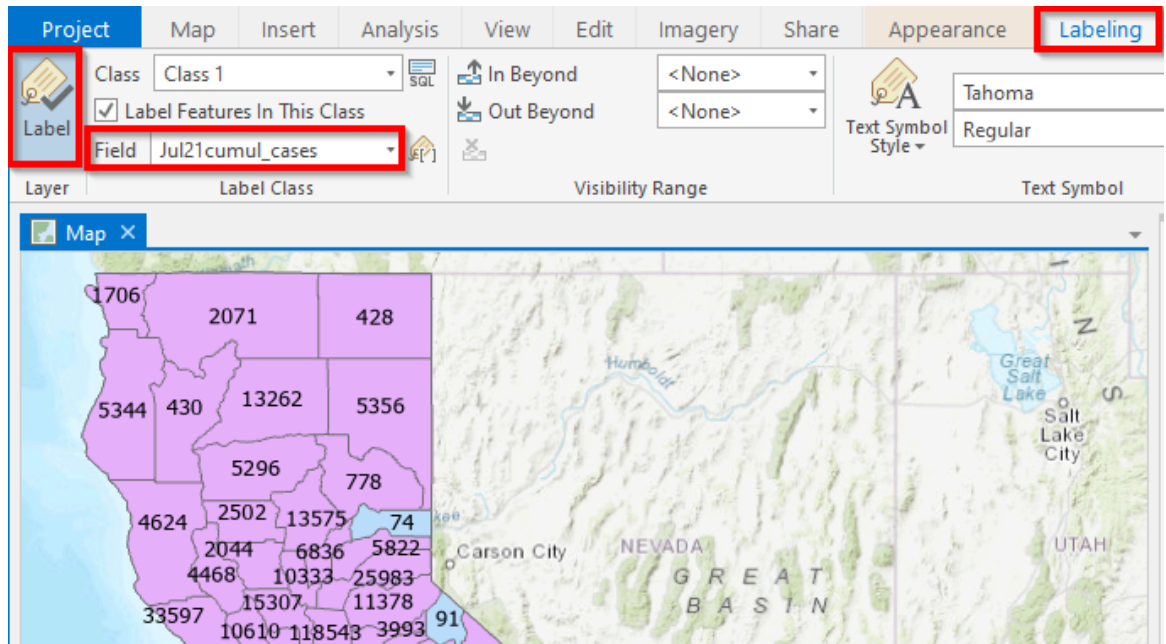 Project Map Insert Analysis View Edit Imagery Share Appearance Labeling
Label
Class Class 1 SQL
Label Features In This Class
Field Jul21cumul_cases
In Beyond <None>
Out Beyond <None>
Text Symbol Style
Tahoma
Regular
Layer Label Class Visibility Range Text Symbol
Map
1706
2071
428
5344
430
13262
5356
Humboldt
Great
Salt
Lake
Salt
Lake
City
5296
778
4624
2502
13575
74
2044
6836
5822
Carson City
NEVADA
UTAH
4468
10333
25983
GREAT
BASIN
33597
15307
11378
91
10610
118543
3993
N
S